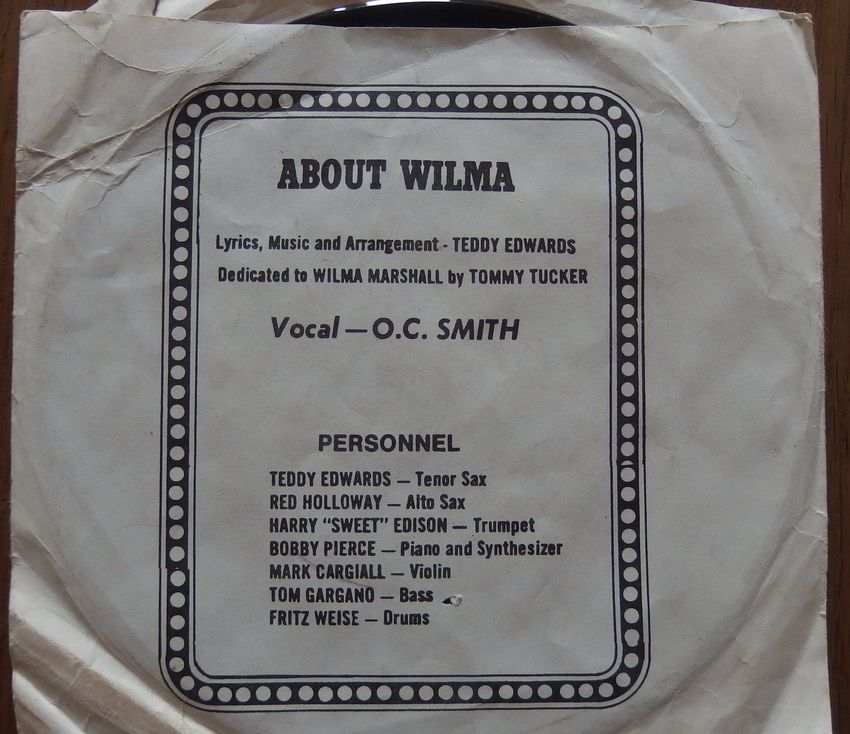 ABOUT WILMA
Lyrics, Music and Arrangement - TEDDY EDWARDS
Dedicated to WILMA MARSHALL by TOMMY TUCKER
Vocal — O.C. SMITH
PERSONNEL
TEDDY EDWARDS — Tenor Sax
RED HOLLOWAY — Alto Sax
HARRY "SWEET" EDISON — Trumpet
BOBBY PIERCE — Piano and Synthesizer
MARK CARGIALL — Violin
TOM GARGANO — Bass
FRITZ WEISE — Drums